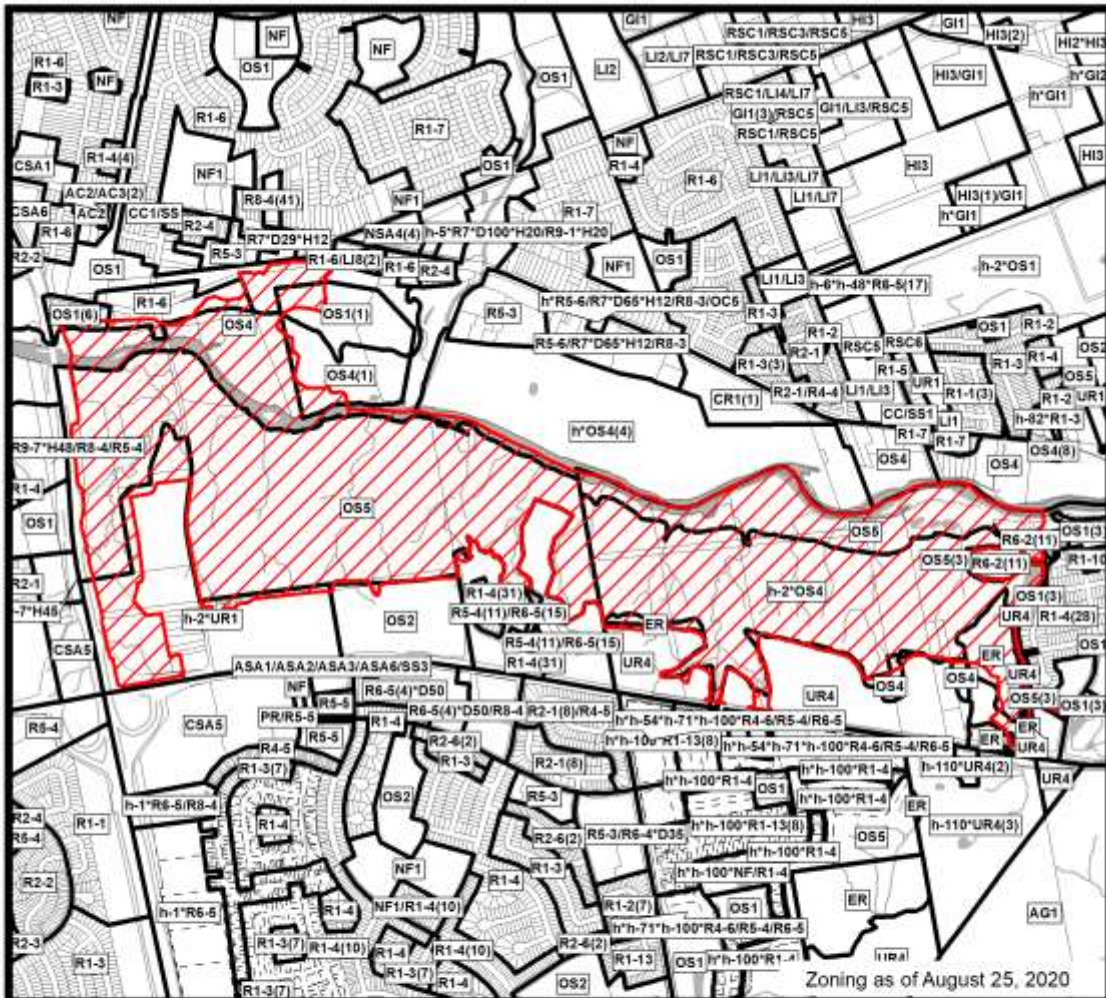 NF
NF
NF
GI1
RSC1/RSC3/RSC5
HI3
GI1
HI3(2)
R1-6
NF
OS1
OS1
LI2
LI2/LI7
RSC1/RSC3/RSC5
HI2*HI3
R1-3
RSC1/LI4/LI7
HI3/GI1
h*GI2
GI1(3)/RSC5
GI1/LI3/RSC5
h*GI1
R1-6
R1-7
RSC1/RSC5
NF
R1-4
HI3
HI3
CSA1
R1-4(4)
NF1
OS1
R1-6
LI1/LI3/LI7
AC2/AC3(2)
R8-4(41)
LI1/LI7
HI3(1)/GI1
CSA6
AC2
CC1/SS
NF1
R1-7
h*GI1
R1-6
R2-4
NSA4(4)
h-5*R7*D100*H20/R9-1*H20
R2-2
R5-3
R7*D29*H12
OS1
R1-6/LI8(2)
R1-6
R2-4
NF1
OS1
h-2*OS1
LI1/LI3
h-6*h-48*R6-5(17)
OS1(6)
R1-6
OS4
OS1(1)
R5-3
h*R5-6/R7*D65*H12/R8-3/OC5
R1-3
OS1
R1-2
R5-6/R7*D65*H12/R8-3
R1-2
RSC5
RSC6
R1-3
R1-4
OS2
OS4(1)
R1-3(3)
R2-1
R1-5
UR1
R1-1(3)
OS5
R2-1/R4-4
LI1/LI3
R1-2
UR1
CR1(1)
CC/SS1
LI1
h-82*R1-3
h*OS4(4)
R1-7
R1-7
OS4(8)
R9-7*H48/R8-4/R5-4
OS4
OS4
R1-4
OS1
OS5
OS5
OS1(3)
R6-2(11)
R2-1
OS5(3)
R6-2(11)
R1-10
R1-4(31)
h-2*OS4
OS1(3)
-7*H45
h-2*UR1
OS2
R5-4(11)/R6-5(15)
ER
UR4
R1-4(28)
CSA5
R5-4(11)/R6-5(15)
ER
OS1
ASA1/ASA2/ASA3/ASA6/SS3
R1-4(31)
UR4
UR4
OS4
OS4
UR4
NF
R5-5
R6-5(4)*D50
OS5(3)
OS1(3)
R5-4
CSA5
PR/R5-5
R1-4
R6-5(4)*D50/R8-4
R2-1(8)/R4-5
h*h-54*h-71*h-100*R4-6/R5-4/R6-5
ER
R5-5
R2-6(2)
h*h-100*R1-13(8)
h*h-54*h-71*h-100*R4-6/R5-4/R6-5
ER
UR4
R4-5
R1-3
R2-1(8)
h*h-100*R1-4
h-110*UR4(2)
R1-3(7)
h*h-100*R1-4
OS1
h*h-100*R1-4
UR4
h-1*R6-5/R8-4
OS2
R5-3
ER
R2-4
R1-1
R1-4
R5-3/R6-4*D35
h*h-100*R1-13(8)
OS5
h-110*UR4(3)
R5-4
R2-6(2)
h*h-100*R1-4
R2-2
NF1
R1-3
h*h-100*NF/R1-4
R1-4
ER
R1-4
NF1/R1-4(10)
R1-2(7)
OS1
AG1
h-1*R6-5
h*h-71*h-100*R4-6/R5-4/R6-5
R2-3
R1-3(7)
R1-4(10)
R1-4
R1-4(10)
R2-6(2)
R1-13
OS1
h*h-100*R1-4
UR4
R1-3
R1-3(7)
R1-3(7)
R1-4
OS2
Zoning as of August 25, 2020